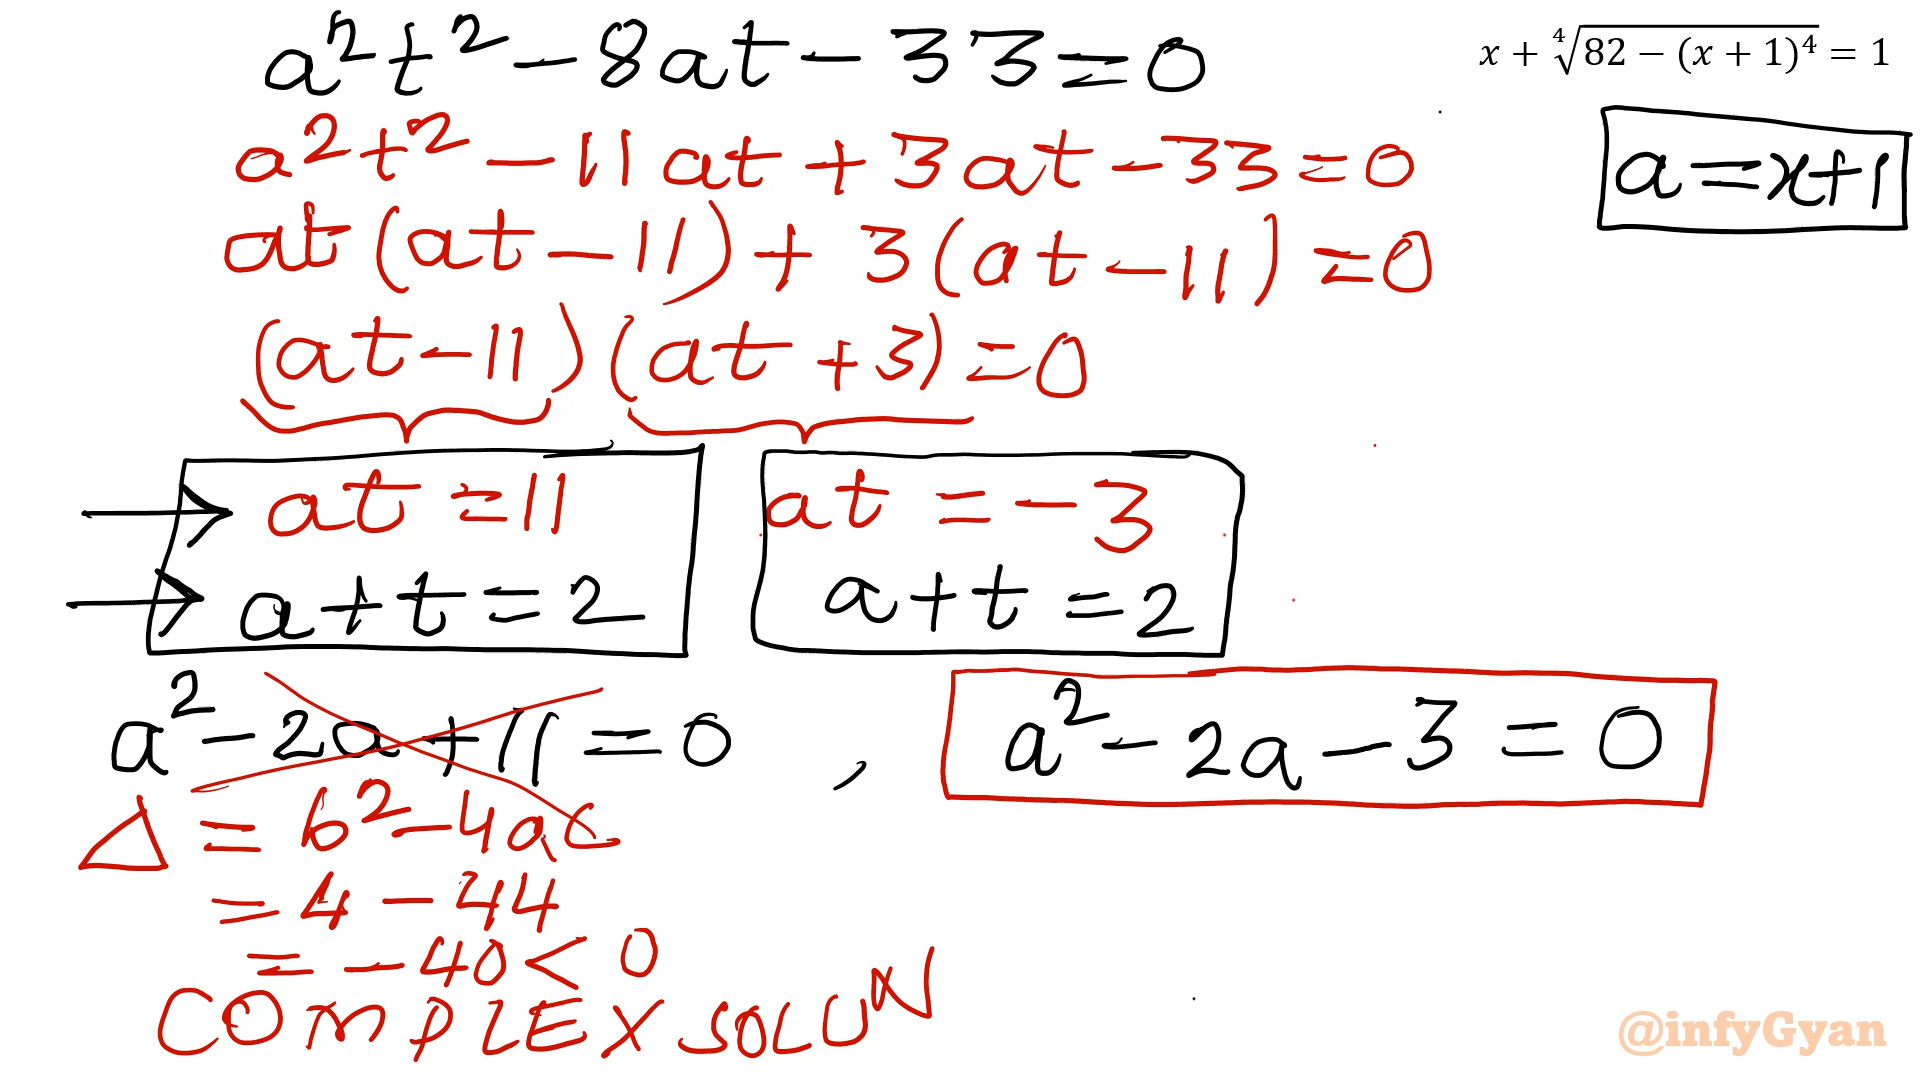 a²t² - 8at - 33 = 0
x + ∜(82 - (x + 1)⁴) = 1
a² t² - 11at + 3at - 33 = 0
a = x+1
at(at - 11) + 3(at - 11) = 0
(at - 11)(at + 3) = 0
at = 11
at = -3
a + t = 2
a + t = 2
a² - 2a + 11 = 0 , a² - 2a - 3 = 0
Δ = b² - 4ac
= 4 - 44
= -40 < 0
COMPLEX SOLUN
@infyGyan